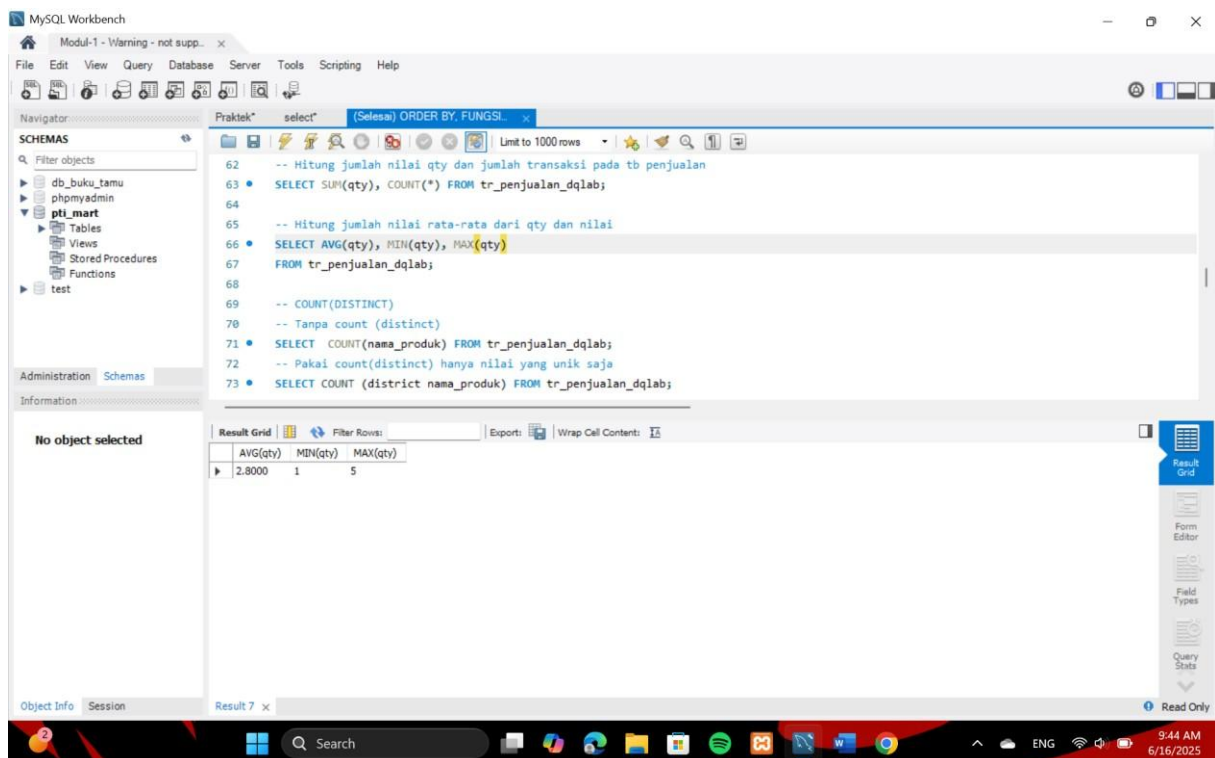 MySQL Workbench
Modul-1 - Warning - not supp..
File Edit View Query Database Server Tools Scripting Help
Navigator
Praktek* select* (Selesai) ORDER BY, FUNGSI..
SCHEMAS
Limit to 1000 rows
Filter objects
db_buku_tamu
phpmyadmin
pti_mart
Tables
Views
Stored Procedures
Functions
test
62 -- Hitung jumlah nilai qty dan jumlah transaksi pada tb penjualan
63 SELECT SUM(qty), COUNT(*) FROM tr_penjualan_dqlab;
64
65 -- Hitung jumlah nilai rata-rata dari qty dan nilai
66 SELECT AVG(qty), MIN(qty), MAX(qty)
67 FROM tr_penjualan_dqlab;
68
69 -- COUNT(DISTINCT)
70 -- Tanpa count (distinct)
71 SELECT COUNT(nama_produk) FROM tr_penjualan_dqlab;
72 -- Pakai count(distinct) hanya nilai yang unik saja
73 SELECT COUNT (district nama_produk) FROM tr_penjualan_dqlab;
Administration Schemas
Information
No object selected
Result Grid Filter Rows: Export: Wrap Cell Content:
AVG(qty) MIN(qty) MAX(qty)
2.8000 1 5
Result Grid
Form Editor
Field Types
Query Stats
Object Info Session
Result 7
Read Only
2
Search
ENG
9:44 AM
6/16/2025